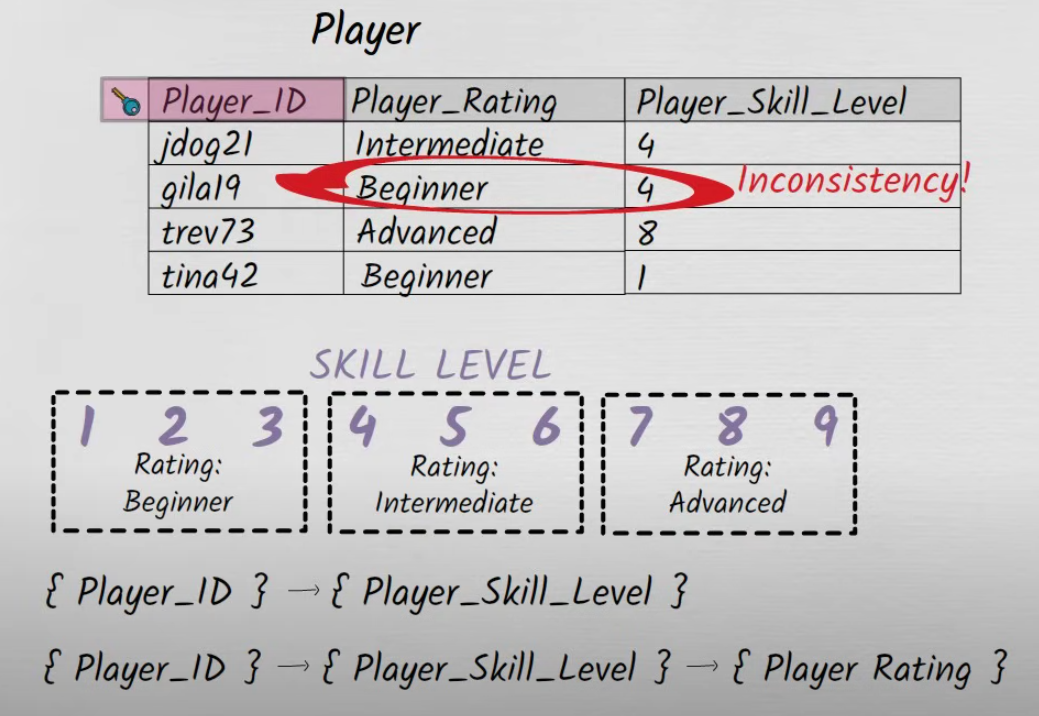 Player
Player_ID Player_Rating Player_Skill_Level
jdog21 Intermediate 4
gila19 Beginner 4 Inconsistency!
trev73 Advanced 8
tina42 Beginner 1
SKILL LEVEL
1 2 3 4 5 6 7 8 9
Rating: Rating: Rating:
Beginner Intermediate Advanced
{ Player_ID } → { Player_Skill_Level }
{ Player_ID } → { Player_Skill_Level } → { Player Rating }